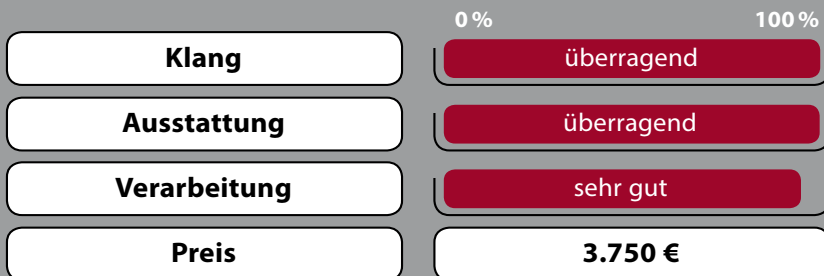 0 % 100 %
Klang überragend
Ausstattung überragend
Verarbeitung sehr gut
Preis 3.750 €